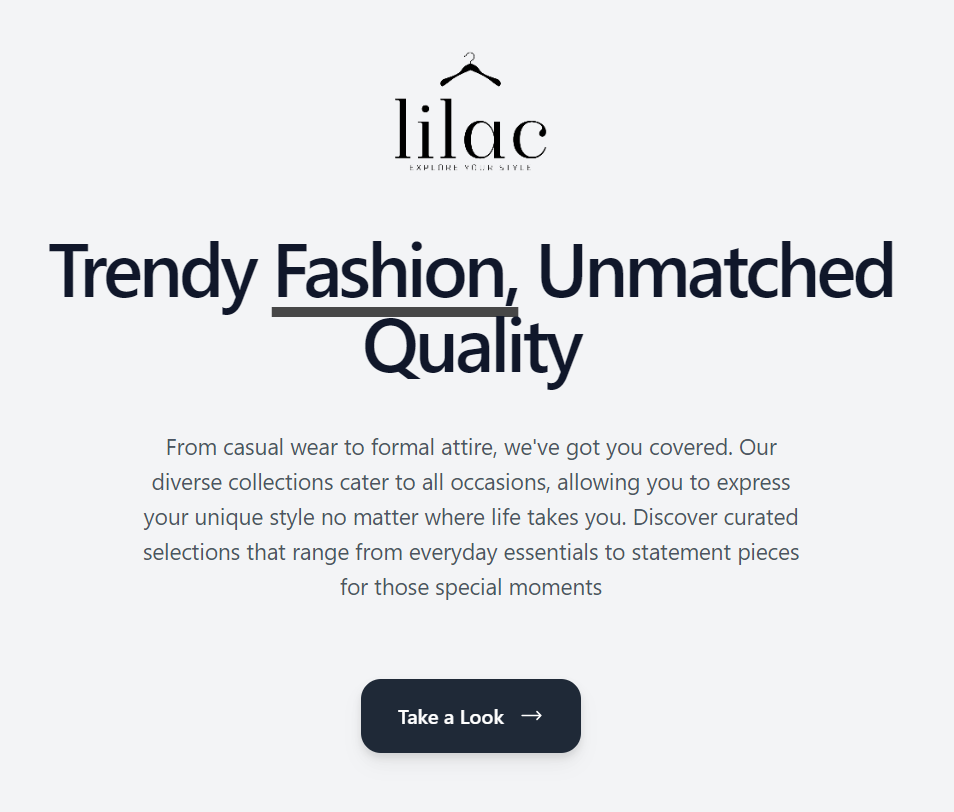 lilac
EXPLORE YOUR STYLE
Trendy Fashion, Unmatched
Quality
From casual wear to formal attire, we've got you covered. Our
diverse collections cater to all occasions, allowing you to express
your unique style no matter where life takes you. Discover curated
selections that range from everyday essentials to statement pieces
for those special moments
Take a Look →